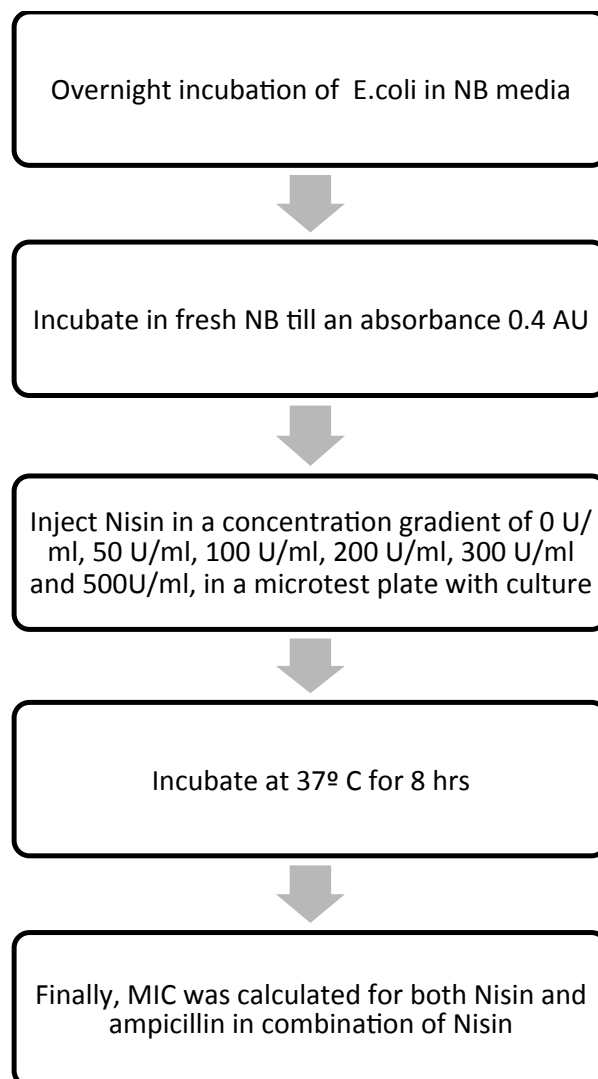 Overnight incubation of  E.coli in NB media
Incubate in fresh NB till an absorbance 0.4 AU
Inject Nisin in a concentration gradient of 0 U/
ml, 50 U/ml, 100 U/ml, 200 U/ml, 300 U/ml
and 500U/ml, in a microtest plate with culture
Incubate at 37º C for 8 hrs
Finally, MIC was calculated for both Nisin and
ampicillin in combination of Nisin